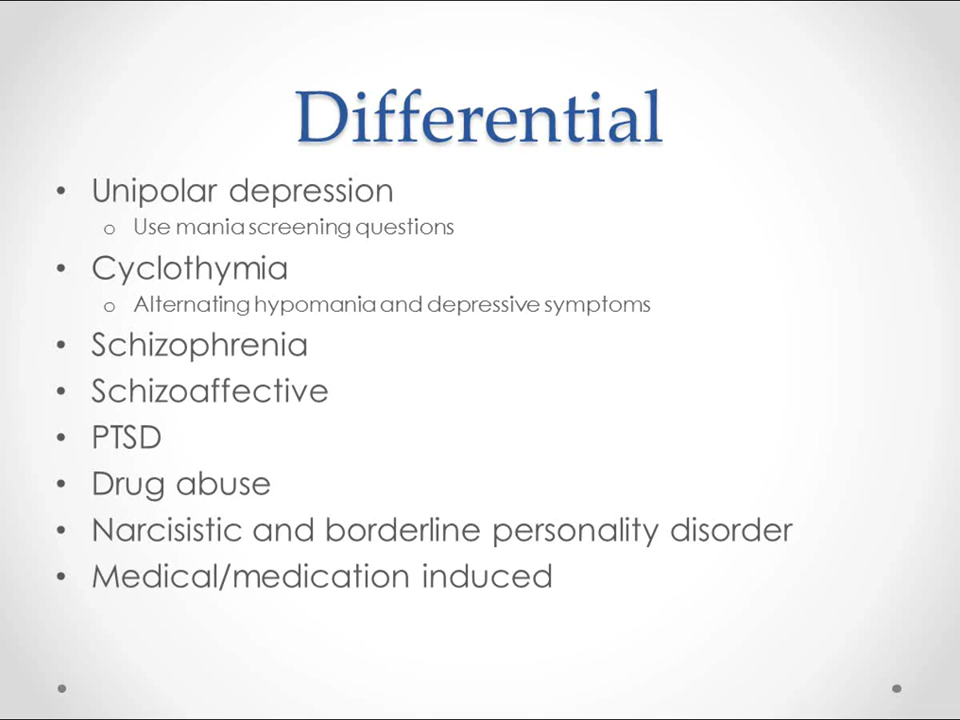 Differential
• Unipolar depression
o Use mania screening questions
• Cyclothymia
o Alternating hypomania and depressive symptoms
• Schizophrenia
• Schizoaffective
• PTSD
• Drug abuse
• Narcisistic and borderline personality disorder
• Medical/medication induced